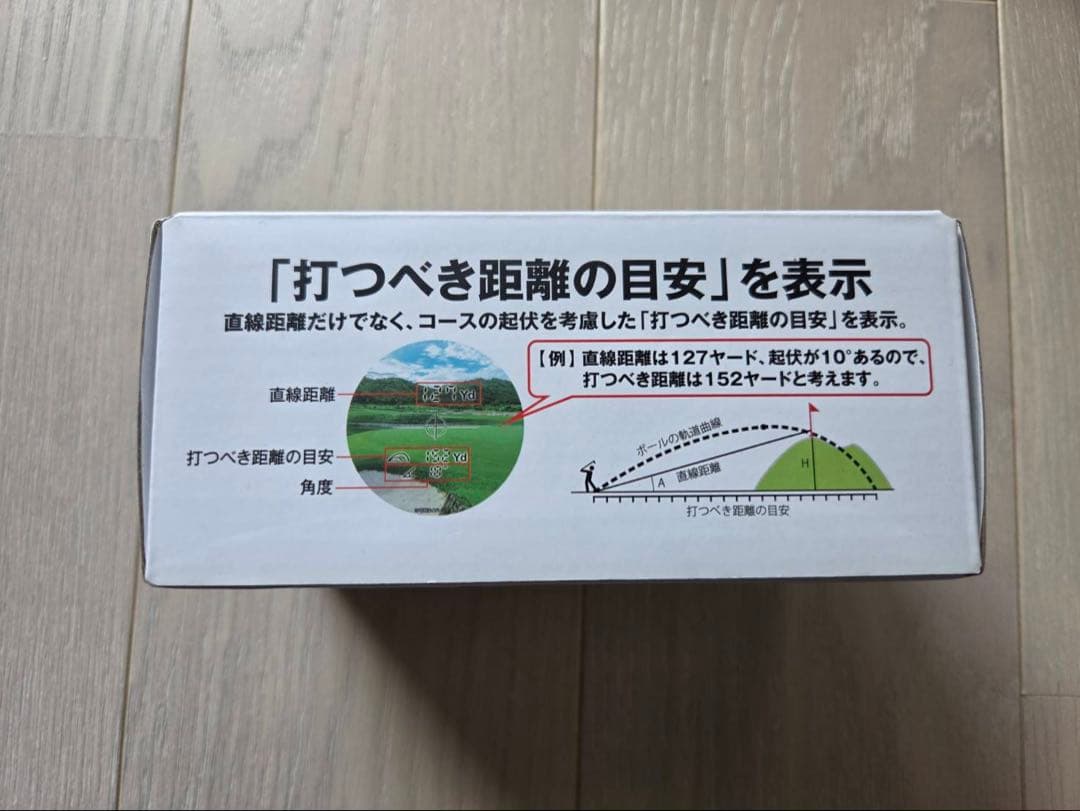 「打つべき距離の目安」を表示
直線距離だけでなく、コースの起伏を考慮した「打つべき距離の目安」を表示。
【例】直線距離は127ヤード、起伏が10°あるので、
打つべき距離は152ヤードと考えます。
直線距離
127Yd
打つべき距離の目安
Yd
角度
ボールの軌道曲線
直線距離
A
H
打つべき距離の目安